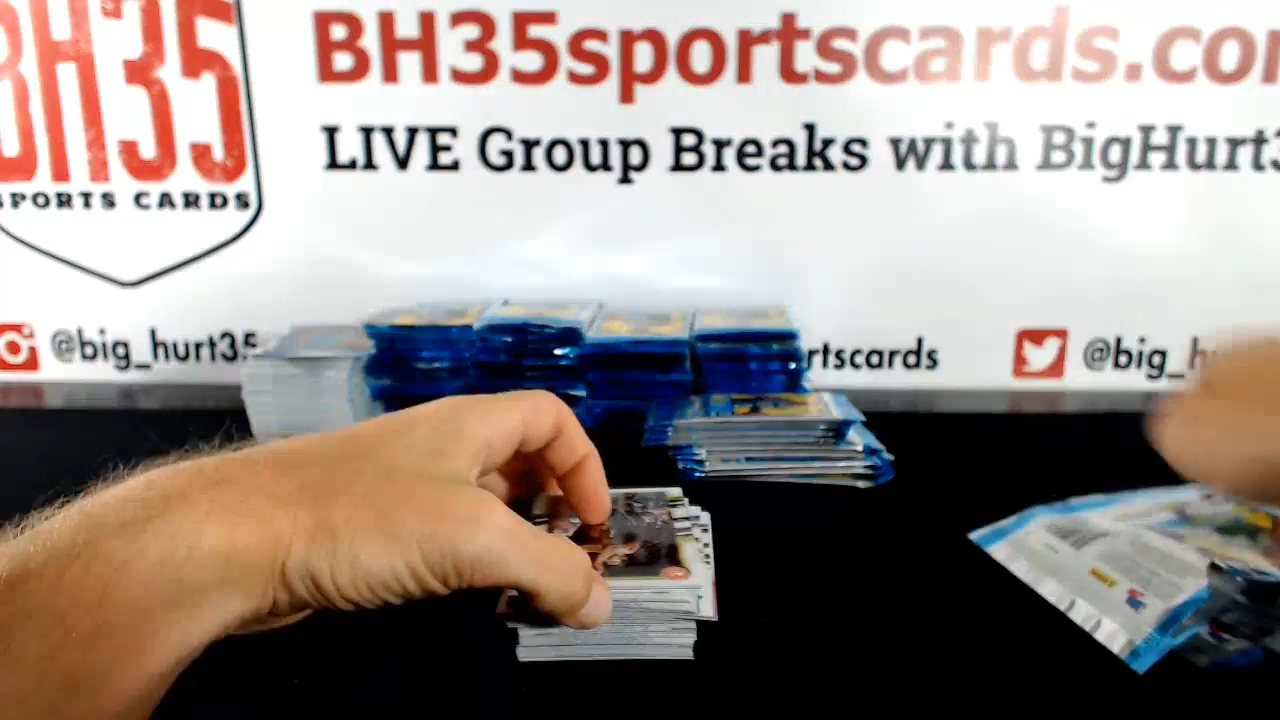 BH35
SPORTS CARDS
BH35sportscards.com
LIVE Group Breaks with BigHurt3
@big_hurt35
rtscards
@big_h